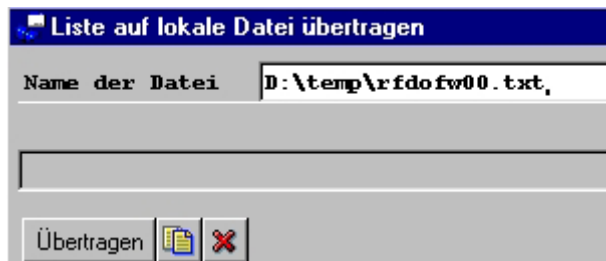 Liste auf lokale Datei übertragen
Name der Datei D:\temp\rfdofw00.txt
Übertragen